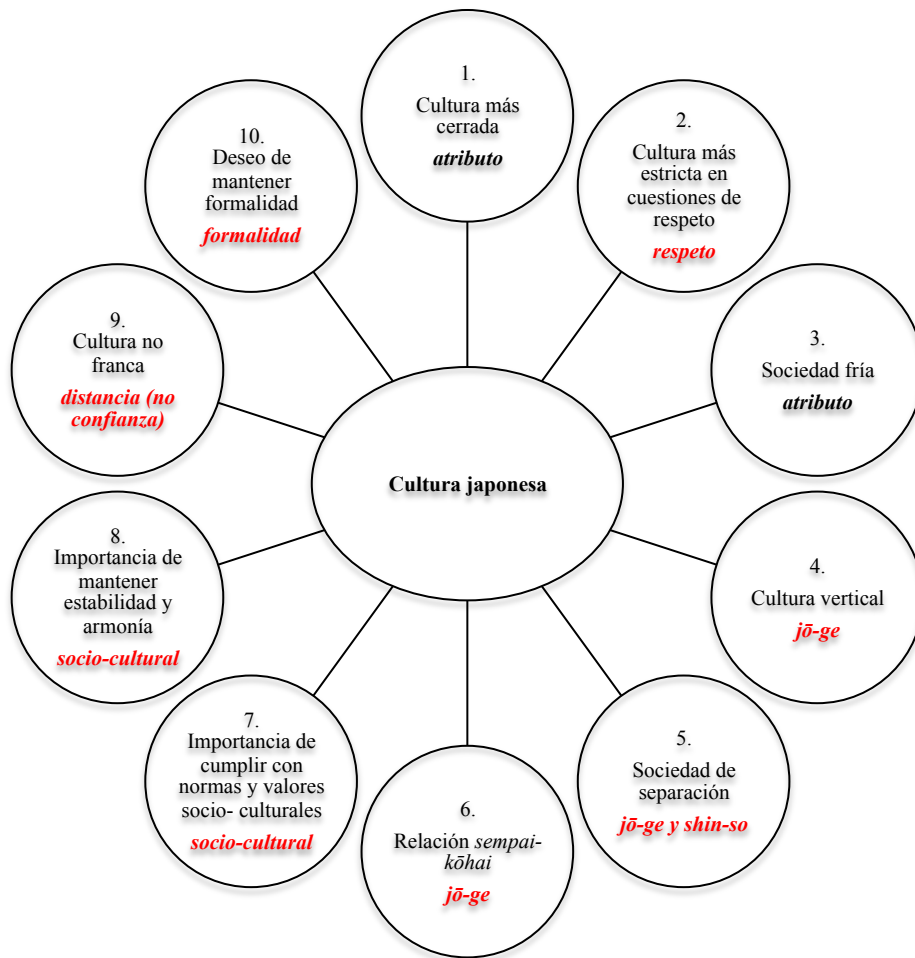 1.
Cultura más
cerrada
atributo
2.
Cultura más
estricta en
cuestiones de
respeto
respeto
3.
Sociedad fría
atributo
4.
Cultura vertical
jō-ge
5.
Sociedad de
separación
jō-ge y shin-so
6.
Relación sempai-
kōhai
jō-ge
7.
Importancia de
cumplir con
normas y valores
socio- culturales
socio-cultural
8.
Importancia de
mantener
estabilidad y
armonía
socio-cultural
9.
Cultura no
franca
distancia (no
confianza)
10.
Deseo de
mantener
formalidad
formalidad
Cultura japonesa